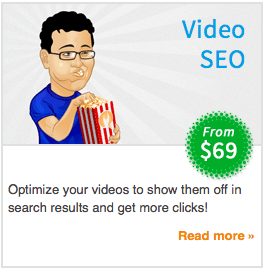 Video
SEO
From
$69
Optimize your videos to show them off in
search results and get more clicks!
Read more »